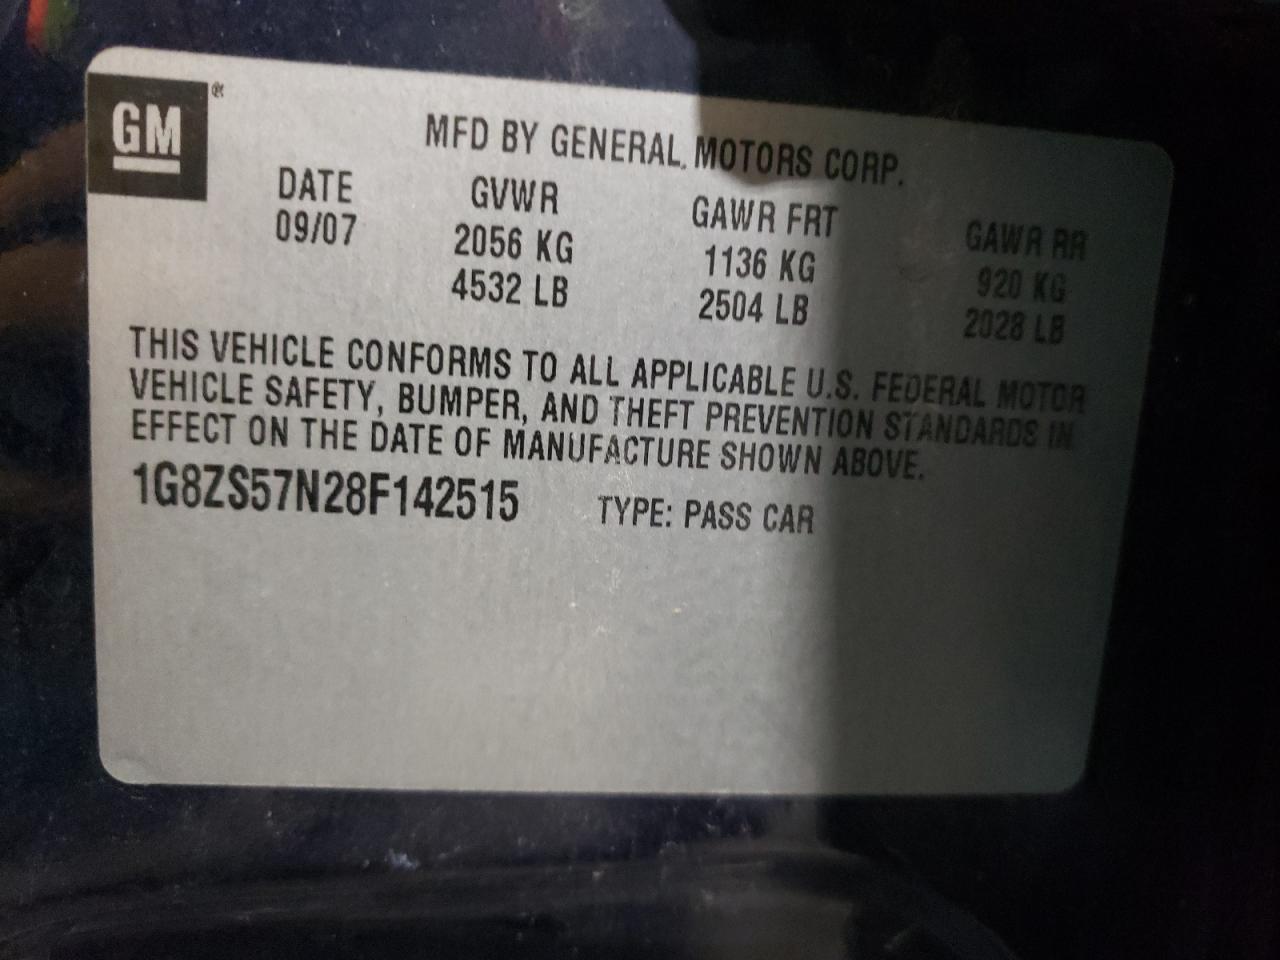 GM®
MFD BY GENERAL MOTORS CORP.
DATE GVWR GAWR FRT GAWR RR
09/07 2056 KG 1136 KG 920 KG
4532 LB 2504 LB 2028 LB
THIS VEHICLE CONFORMS TO ALL APPLICABLE U.S. FEDERAL MOTOR
VEHICLE SAFETY, BUMPER, AND THEFT PREVENTION STANDARDS IN
EFFECT ON THE DATE OF MANUFACTURE SHOWN ABOVE.
1G8ZS57N28F142515 TYPE: PASS CAR